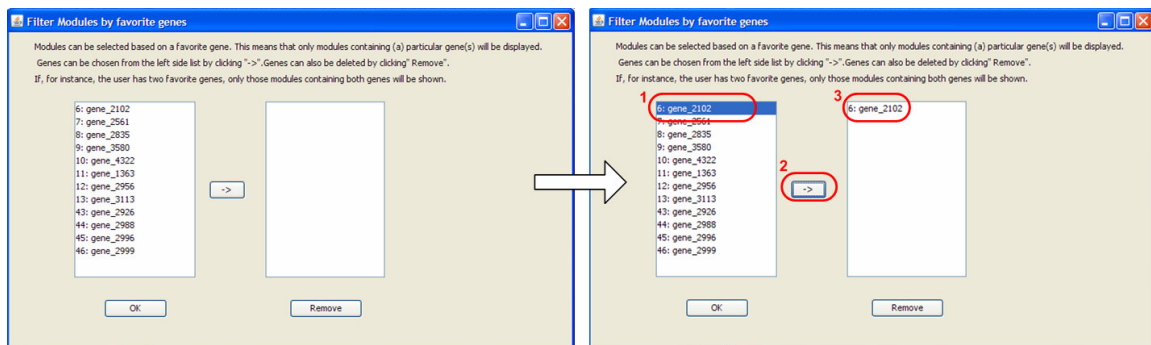 Filter Modules by favorite genes
Modules can be selected based on a favorite gene. This means that only modules containing (a) particular gene(s) will be displayed.
Genes can be chosen from the left side list by clicking "->".Genes can also be deleted by clicking" Remove".
If, for instance, the user has two favorite genes, only those modules containing both genes will be shown.
6: gene_2102
7: gene_2561
8: gene_2835
9: gene_3580
10: gene_4322
11: gene_1363
12: gene_2956
13: gene_3113
43: gene_2926
44: gene_2988
45: gene_2996
46: gene_2999
->
OK
Remove
Filter Modules by favorite genes
Modules can be selected based on a favorite gene. This means that only modules containing (a) particular gene(s) will be displayed.
Genes can be chosen from the left side list by clicking "->".Genes can also be deleted by clicking" Remove".
If, for instance, the user has two favorite genes, only those modules containing both genes will be shown.
1
6: gene_2102
7: gene_2561
8: gene_2835
9: gene_3580
10: gene_4322
11: gene_1363
12: gene_2956
13: gene_3113
43: gene_2926
44: gene_2988
45: gene_2996
46: gene_2999
2
->
3
6: gene_2102
OK
Remove